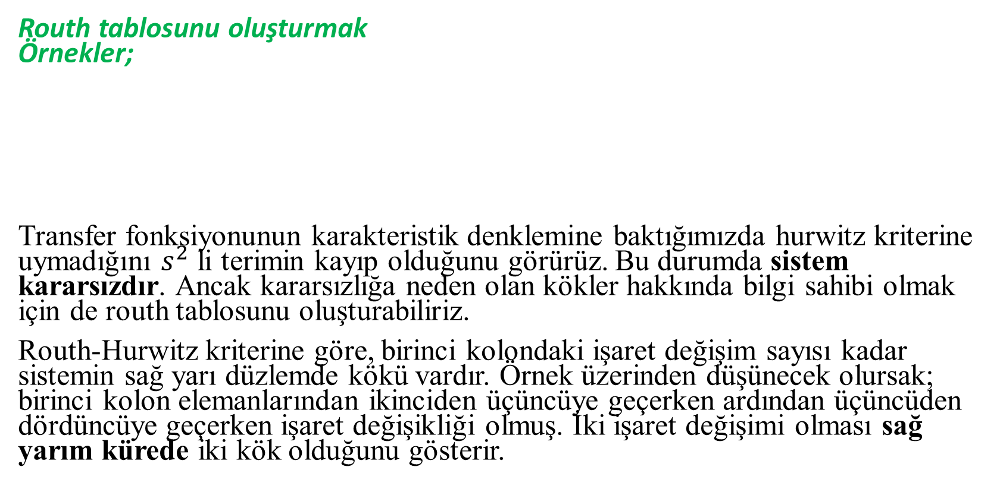 Routh tablosunu oluşturmak
Örnekler;
Transfer fonksiyonunun karakteristik denklemine baktığımızda hurwitz kriterine
uymadığını s² li terimin kayıp olduğunu görürüz. Bu durumda sistem
kararsızdır. Ancak kararsızlığa neden olan kökler hakkında bilgi sahibi olmak
için de routh tablosunu oluşturabiliriz.
Routh-Hurwitz kriterine göre, birinci kolondaki işaret değişim sayısı kadar
sistemin sağ yarı düzlemde kökü vardır. Örnek üzerinden düşünecek olursak;
birinci kolon elemanlarından ikinciden üçüncüye geçerken ardından üçüncüden
dördüncüye geçerken işaret değişikliği olmuş. İki işaret değişimi olması sağ
yarım kürede iki kök olduğunu gösterir.